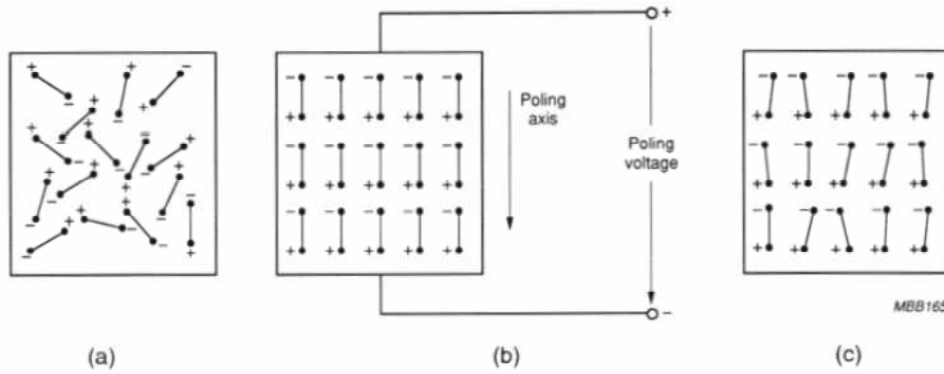 +
Poling
axis
Poling
voltage
−
MBB165
(a)
(b)
(c)